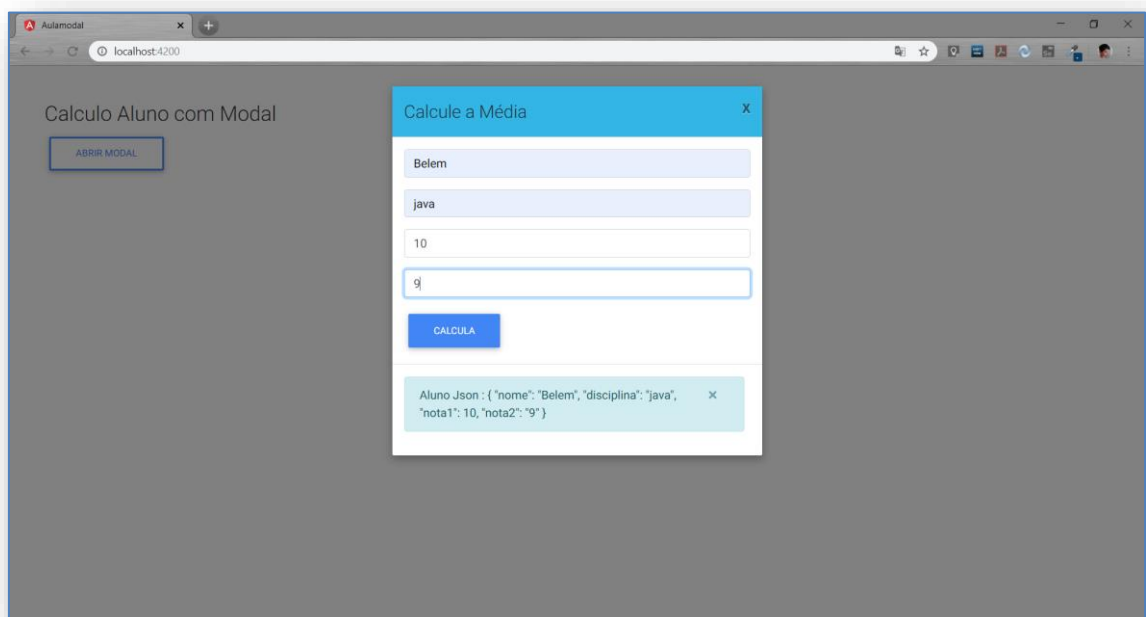 Aulamodal
localhost:4200
Calculo Aluno com Modal
ABRIR MODAL
Calcule a Média
X
Belem
java
10
9
CALCULA
Aluno Json : { "nome": "Belem", "disciplina": "java",
"nota1": 10, "nota2": "9" }